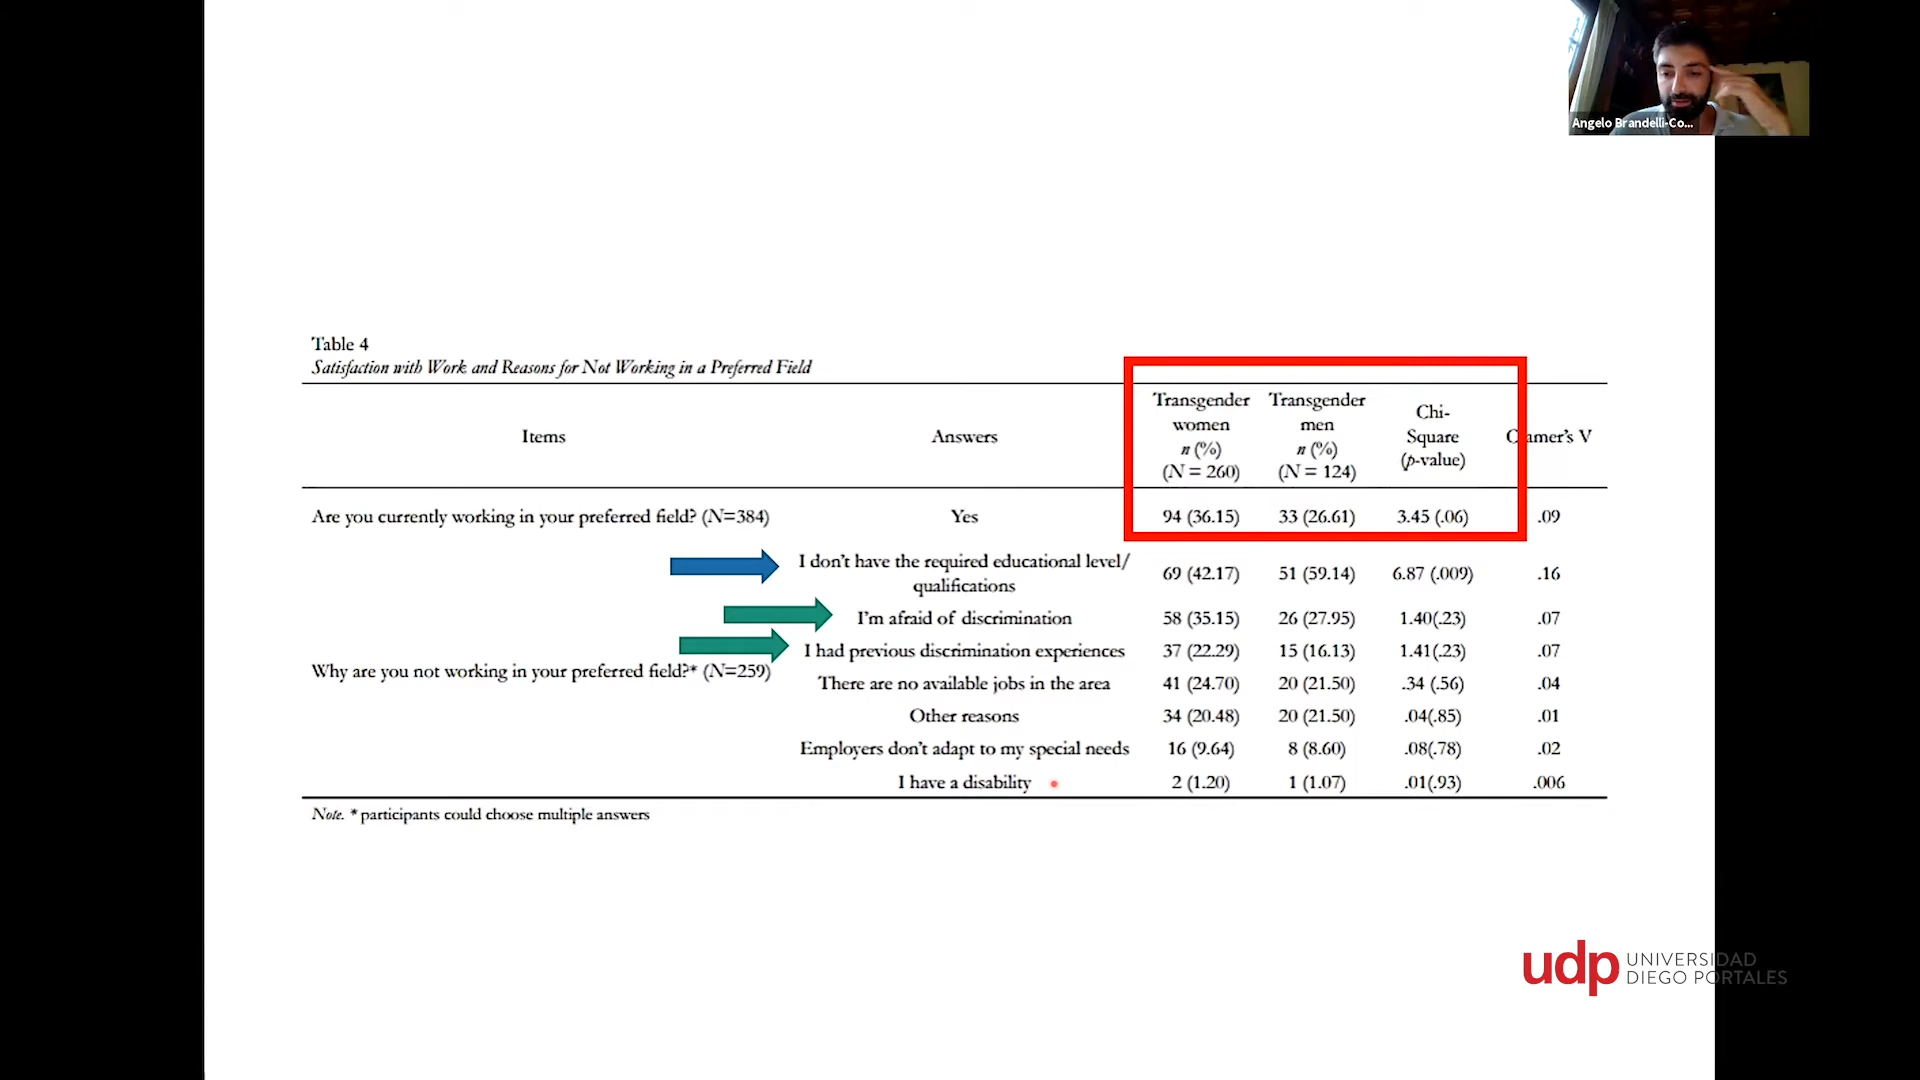 Angelo Brandelli-Co...
Table 4
Satisfaction with Work and Reasons for Not Working in a Preferred Field
Items
Answers
Transgender
women
n (%)
(N = 260)
Transgender
men
n (%)
(N = 124)
Chi-
Square
(p-value)
C amer's V
Are you currently working in your preferred field? (N=384) Yes 94 (36.15) 33 (26.61) 3.45 (.06) .09
I don't have the required educational level/
qualifications
69 (42.17) 51 (59.14) 6.87 (.009) .16
I'm afraid of discrimination 58 (35.15) 26 (27.95) 1.40(.23) .07
I had previous discrimination experiences 37 (22.29) 15 (16.13) 1.41(.23) .07
Why are you not working in your preferred field?* (N=259)
There are no available jobs in the area 41 (24.70) 20 (21.50) .34 (.56) .04
Other reasons 34 (20.48) 20 (21.50) .04(.85) .01
Employers don't adapt to my special needs 16 (9.64) 8 (8.60) .08(.78) .02
I have a disability 2 (1.20) 1 (1.07) .01(.93) .006
Note. * participants could choose multiple answers
udp UNIVERSIDAD
DIEGO PORTALES